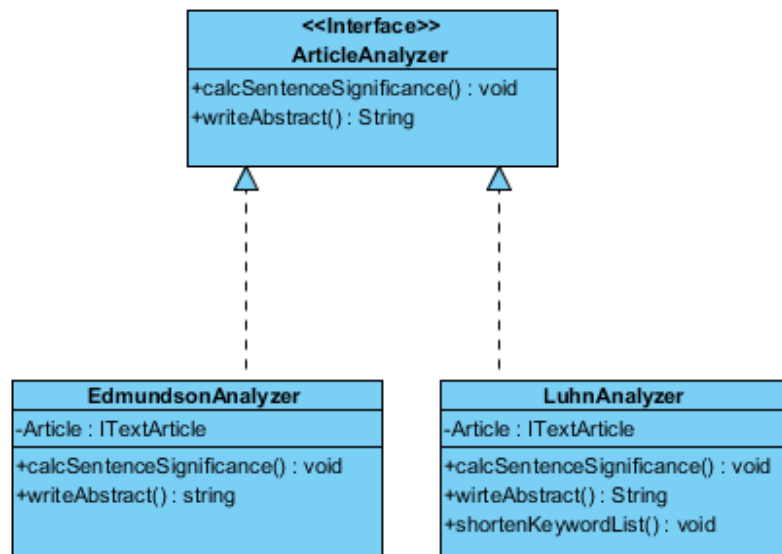 <<Interface>>
ArticleAnalyzer
+calcSentenceSignificance() : void
+writeAbstract() : String
EdmundsonAnalyzer
-Article : ITextArticle
+calcSentenceSignificance() : void
+writeAbstract() : string
LuhnAnalyzer
-Article : ITextArticle
+calcSentenceSignificance() : void
+wirteAbstract() : String
+shortenKeywordList() : void